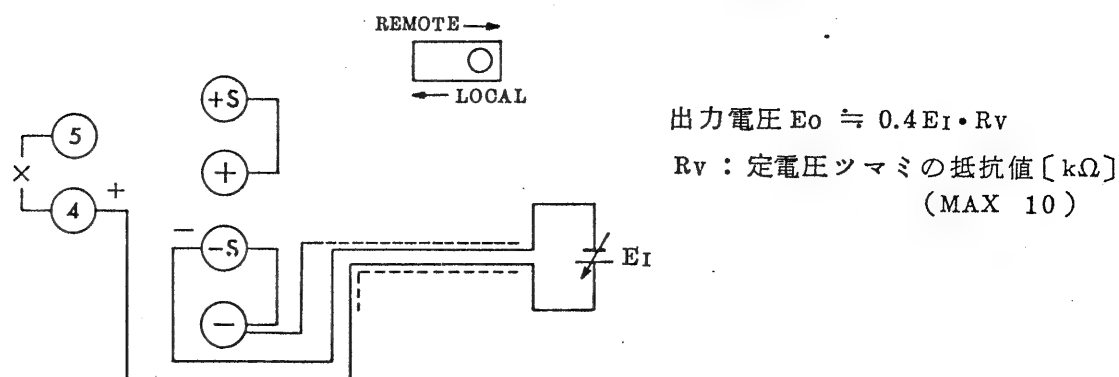 REMOTE →
← LOCAL
+S
5
+
×
4
+
−
-S
−
EI
出力電圧 Eo ≒ 0.4EI・Rv
Rv : 定電圧ツマミの抵抗値〔kΩ〕
(MAX 10)